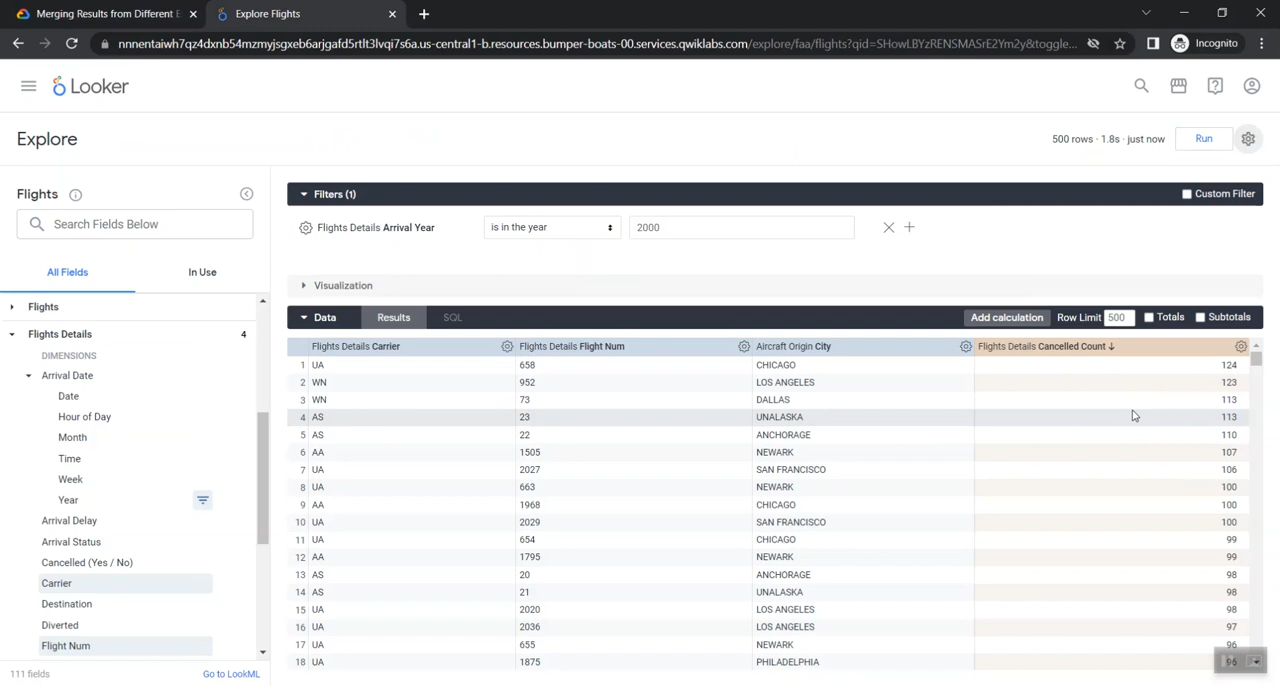 Merging Results from Different E
Explore Flights
nnnentaiwh7qz4dxnb54mzmyjsgxeb6arjgafd5rtlt3lvqi7s6a.us-central1-b.resources.bumper-boats-00.services.qwiklabs.com/explore/faa/flights?qid=SHowLBYzRENSMASrE2Ym2y&toggle...
Incognito
Looker
Explore
500 rows · 1.8s · just now
Run
Flights
Search Fields Below
All Fields
In Use
Flights
Flights Details 4
DIMENSIONS
Arrival Date
Date
Hour of Day
Month
Time
Week
Year
Arrival Delay
Arrival Status
Cancelled (Yes / No)
Carrier
Destination
Diverted
Flight Num
111 fields
Go to LookML
Filters (1)
Custom Filter
Flights Details Arrival Year
is in the year
2000
Visualization
Data
Results
SQL
Add calculation
Row Limit 500
Totals
Subtotals
Flights Details Carrier Flights Details Flight Num Aircraft Origin City Flights Details Cancelled Count ↓
1 UA 658 CHICAGO 124
2 WN 952 LOS ANGELES 123
3 WN 73 DALLAS 113
4 AS 23 UNALASKA 113
5 AS 22 ANCHORAGE 110
6 AA 1505 NEWARK 107
7 UA 2027 SAN FRANCISCO 106
8 UA 663 NEWARK 100
9 AA 1968 CHICAGO 100
10 UA 2029 SAN FRANCISCO 100
11 UA 654 CHICAGO 99
12 AA 1795 NEWARK 99
13 AS 20 ANCHORAGE 98
14 AS 21 UNALASKA 98
15 UA 2020 LOS ANGELES 98
16 UA 2036 LOS ANGELES 97
17 UA 655 NEWARK 96
18 UA 1875 PHILADELPHIA 96